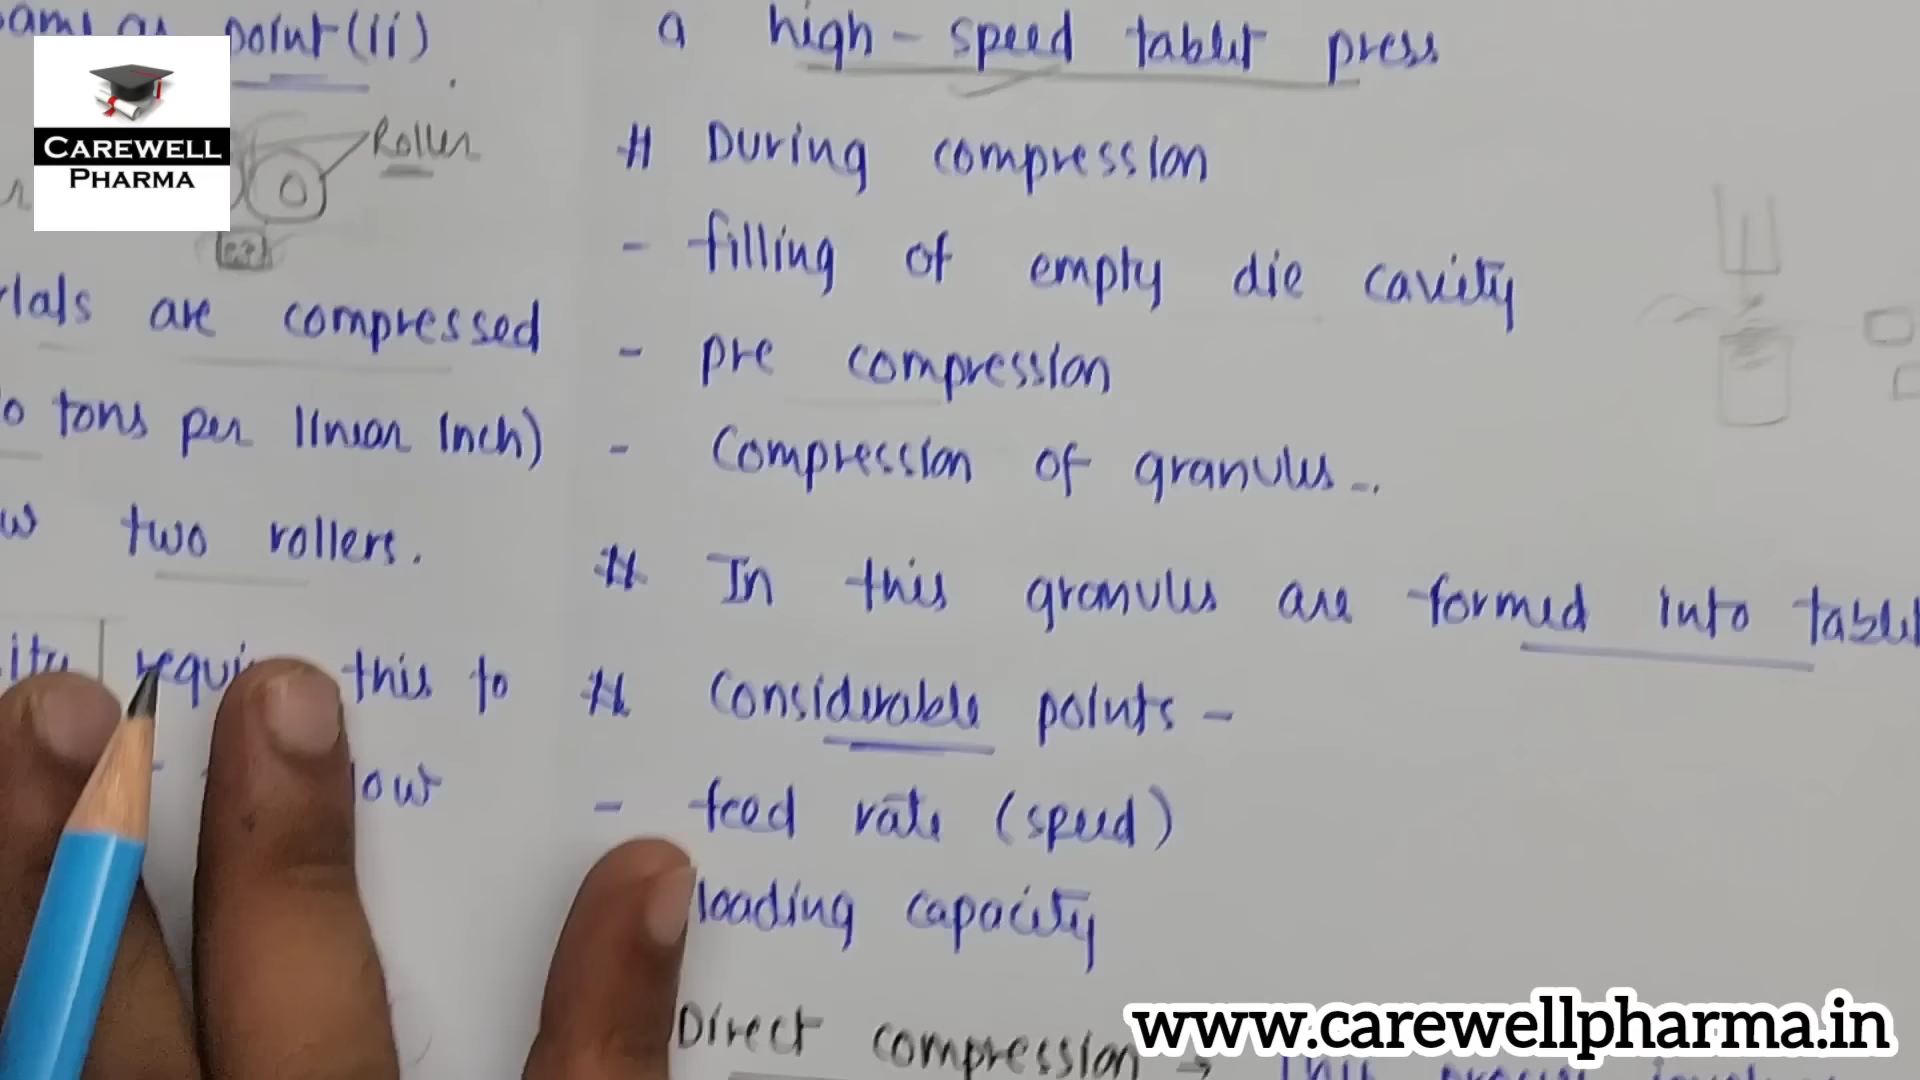 point (ii).
CAREWELL
PHARMA
Roller
are compressed
tons per linear inch)
two rollers.
this to
a high - speed tablet press
# During compression
- filling of empty die cavity
- pre compression
- Compression of granules...
# In this granules are formed into tablet
# Considerable points -
- feed rate (speed)
loading capacity
Direct compression →
www.carewellpharma.in